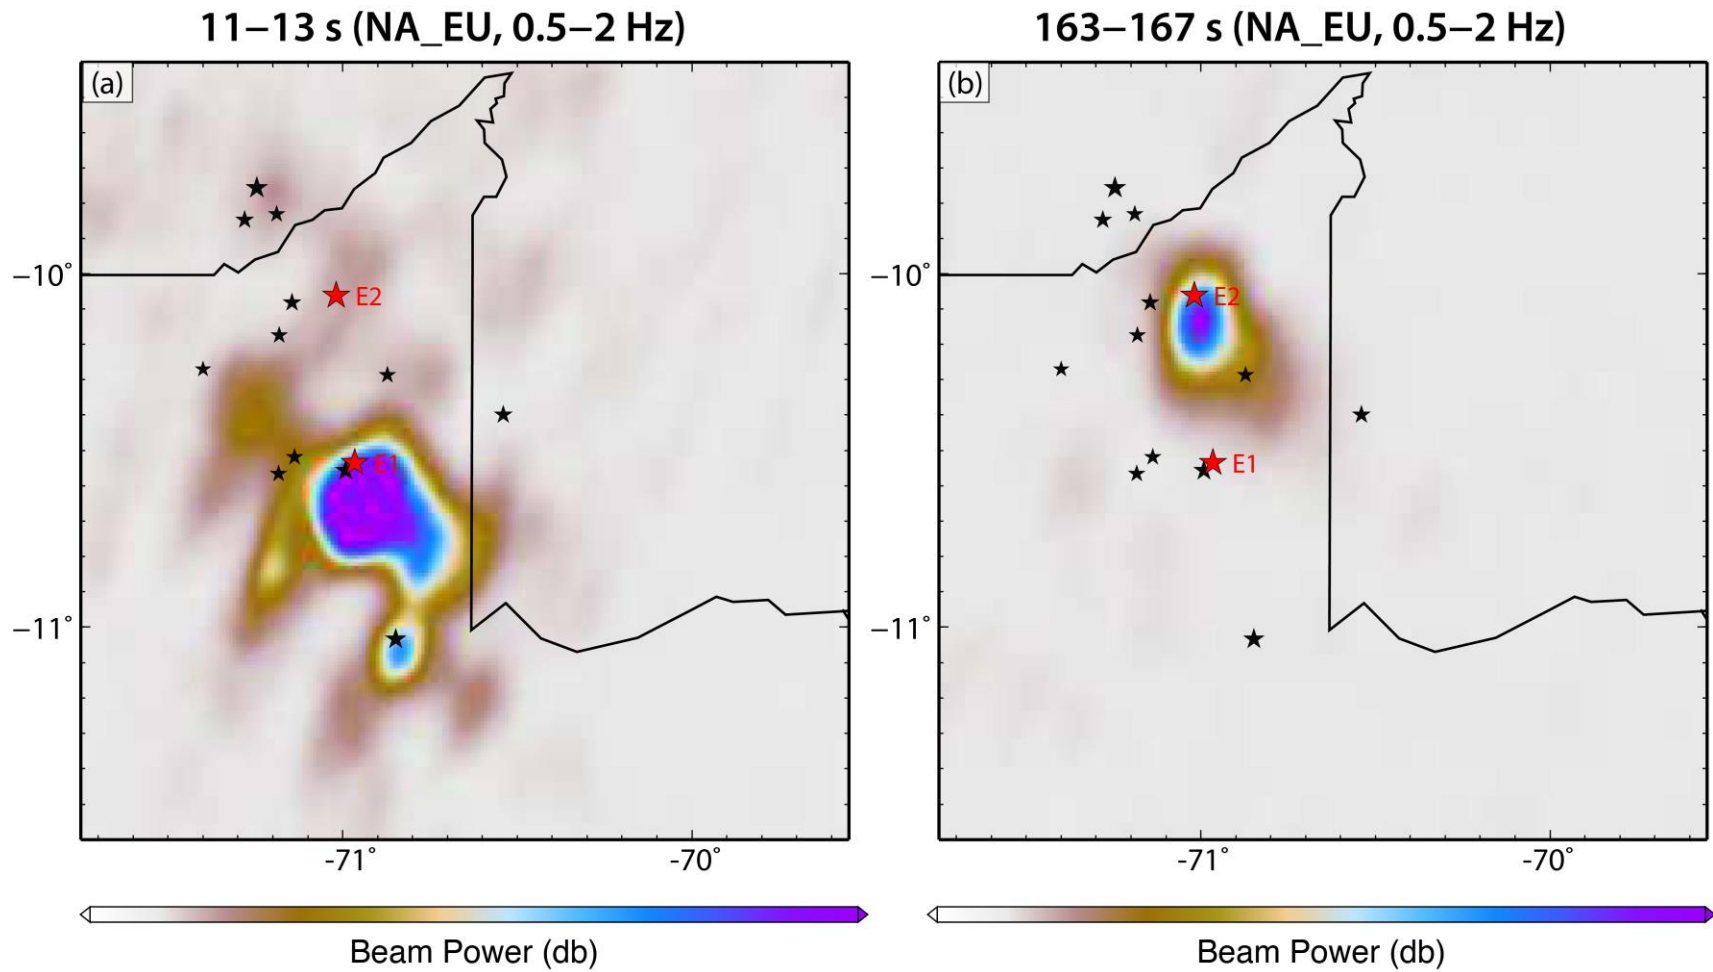 11−13 s (NA_EU, 0.5−2 Hz)
163−167 s (NA_EU, 0.5−2 Hz)
(a)
(b)
−10˚
E2
E1
−11˚
-71˚
-70˚
−10˚
E2
E1
−11˚
-71˚
-70˚
Beam Power (db)
Beam Power (db)